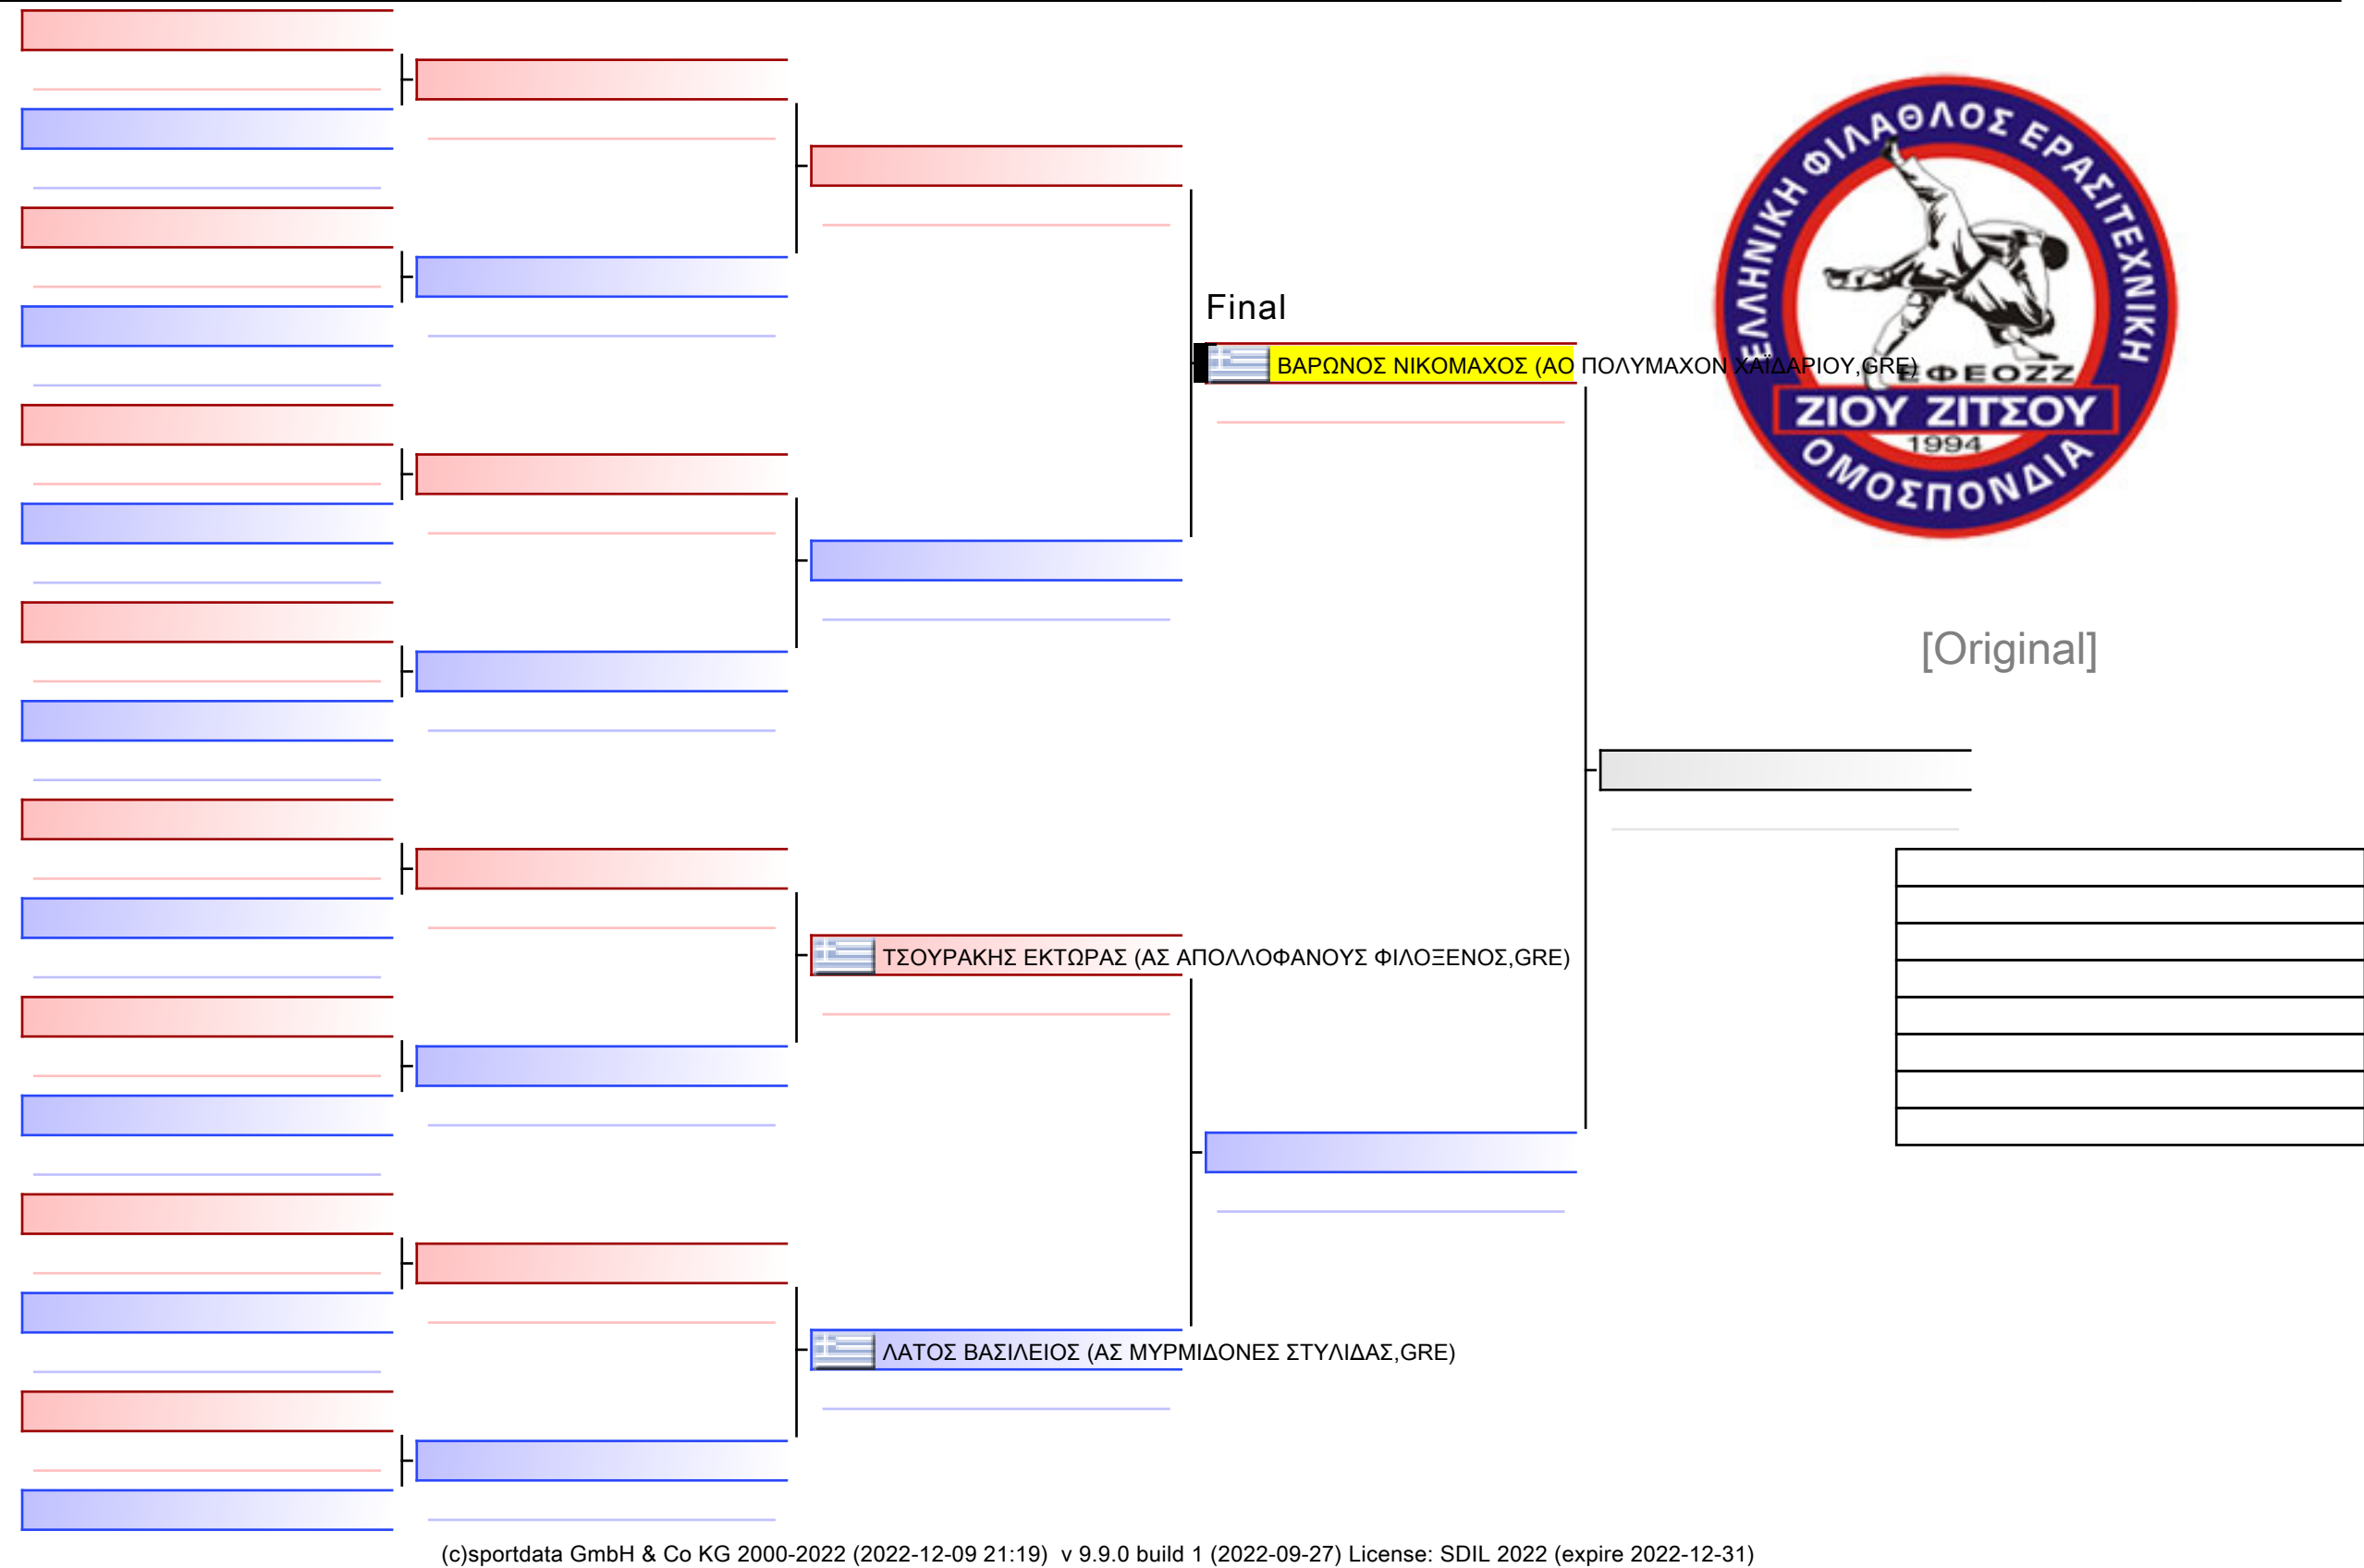 ΕΛΛΗΝΙΚΗ ΦΙΛΑΘΛΟΣ ΕΡΑΣΙΤΕΧΝΙΚΗ
Final
ΒΑΡΩΝΟΣ ΝΙΚΟΜΑΧΟΣ (ΑΟ ΠΟΛΥΜΑΧΟΝ ΧΑΪΔΑΡΙΟΥ,GRE)
ΕΦΕΟΖΖ
ΖΙΟΥ ΖΙΤΣΟΥ
1994
ΟΜΟΣΠΟΝΔΙΑ
[Original]
ΤΣΟΥΡΑΚΗΣ ΕΚΤΩΡΑΣ (ΑΣ ΑΠΟΛΛΟΦΑΝΟΥΣ ΦΙΛΟΞΕΝΟΣ,GRE)
ΛΑΤΟΣ ΒΑΣΙΛΕΙΟΣ (ΑΣ ΜΥΡΜΙΔΟΝΕΣ ΣΤΥΛΙΔΑΣ,GRE)
(c)sportdata GmbH & Co KG 2000-2022 (2022-12-09 21:19) v 9.9.0 build 1 (2022-09-27) License: SDIL 2022 (expire 2022-12-31)